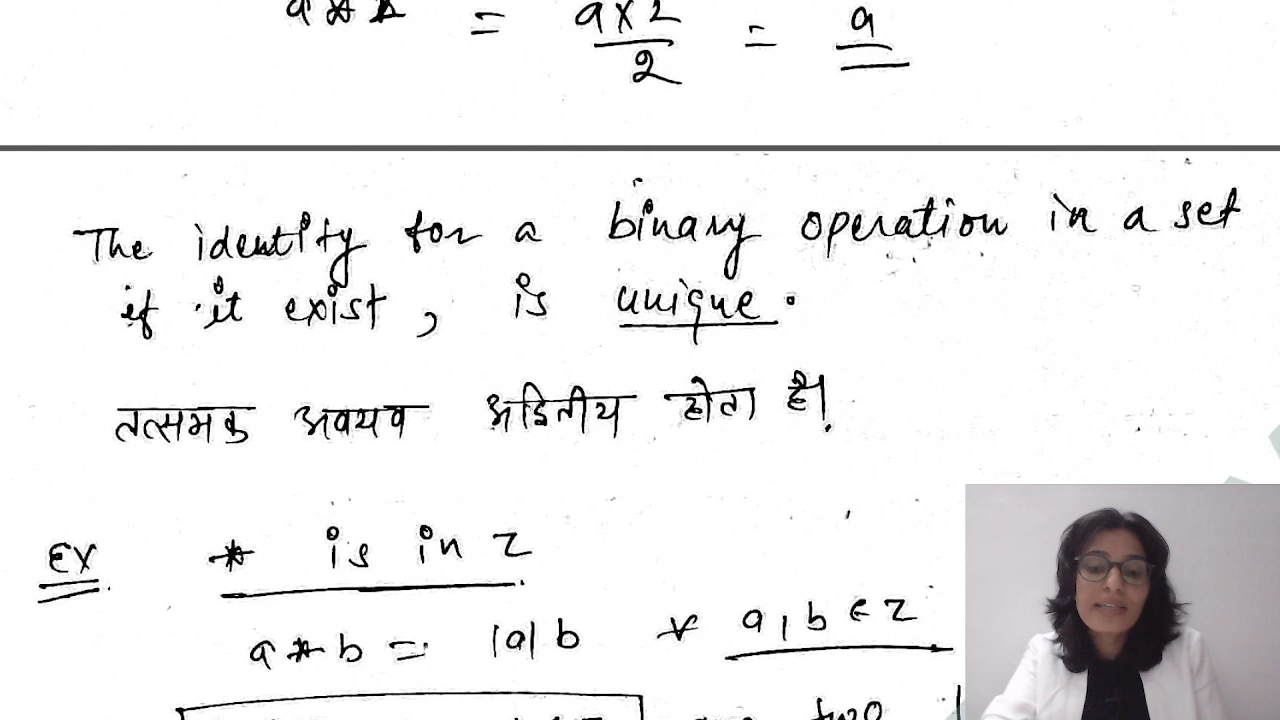 = a×2/2 = a
The identity for a binary operation in a set
if it exist, is unique.
तत्समक अवयव अद्वितीय होता है।
Ex. * is in Z
a * b = |a| b ∀ a, b ∈ Z
two